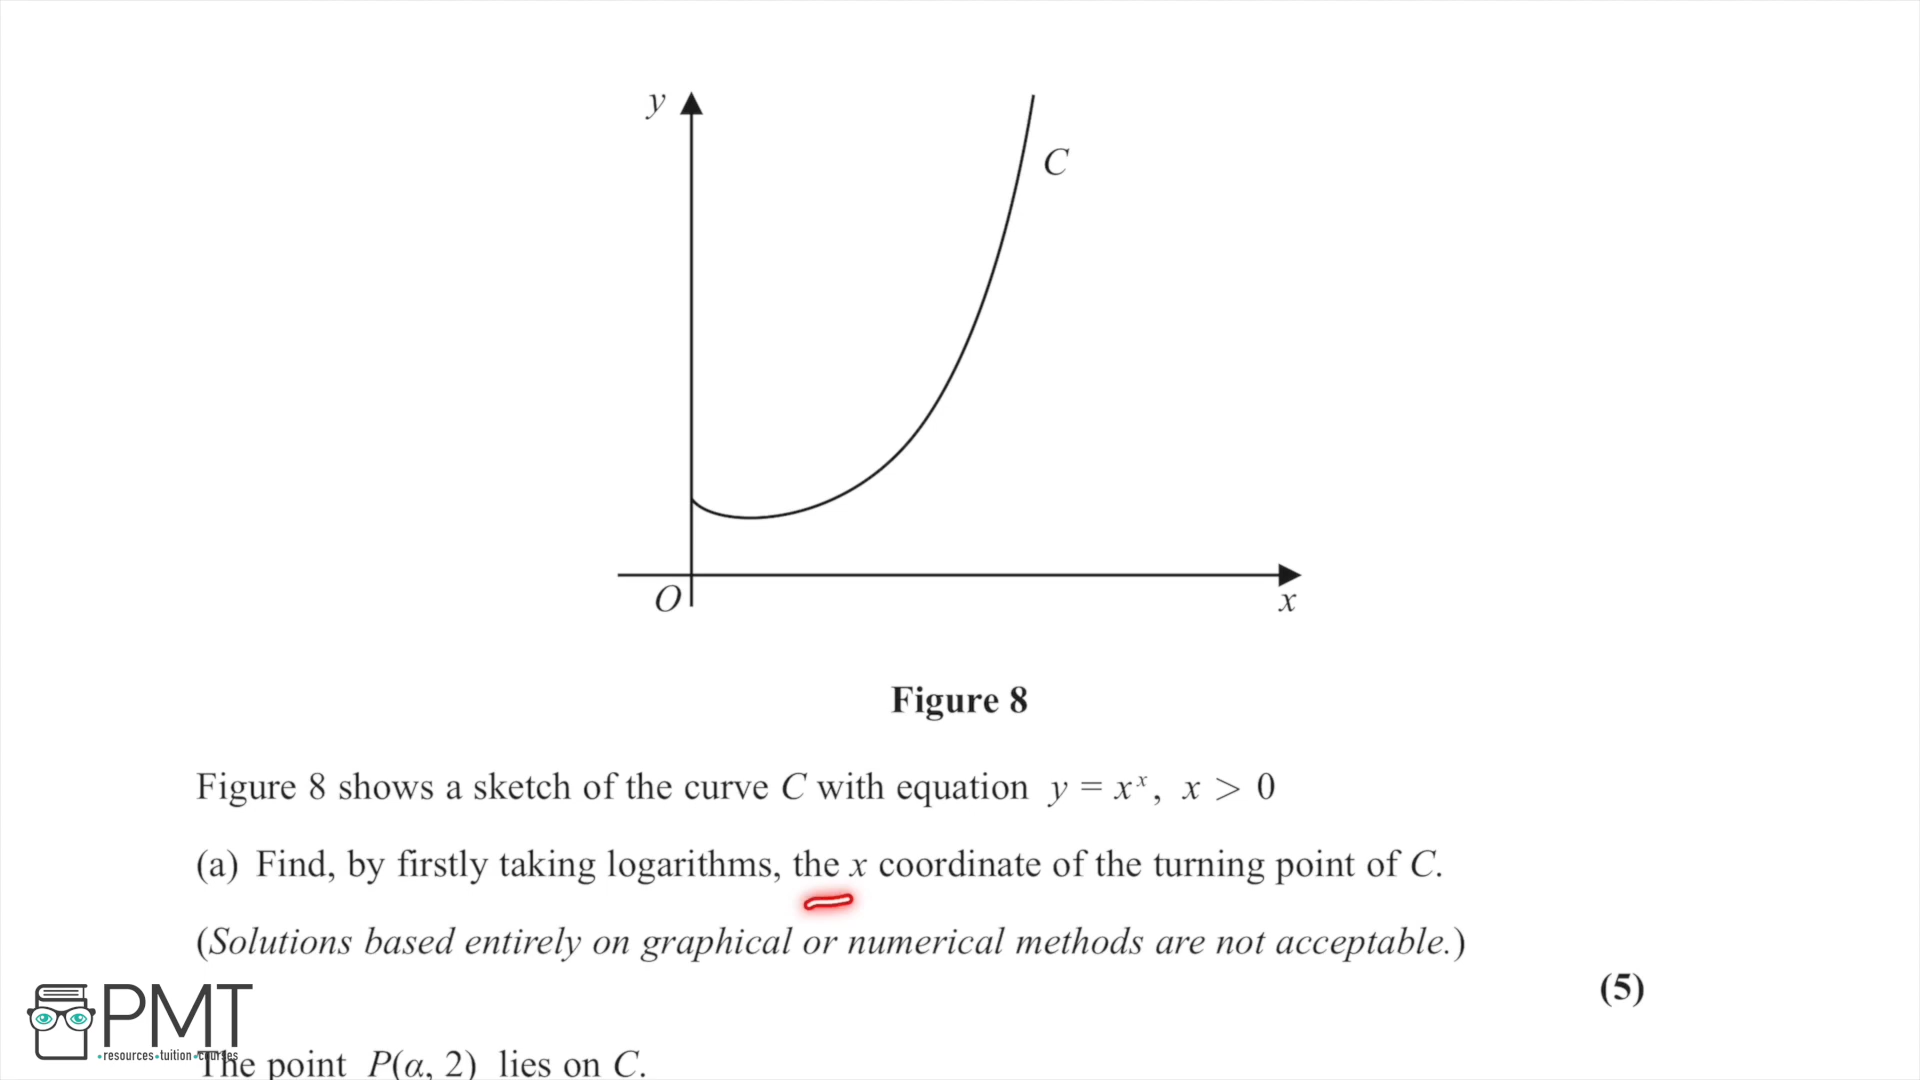 y
C
O
x
Figure 8
Figure 8 shows a sketch of the curve C with equation y = xˣ, x > 0
(a) Find, by firstly taking logarithms, the x coordinate of the turning point of C.
(Solutions based entirely on graphical or numerical methods are not acceptable.)
(5)
PMT
•resources•tuition•courses
The point P(α, 2) lies on C.